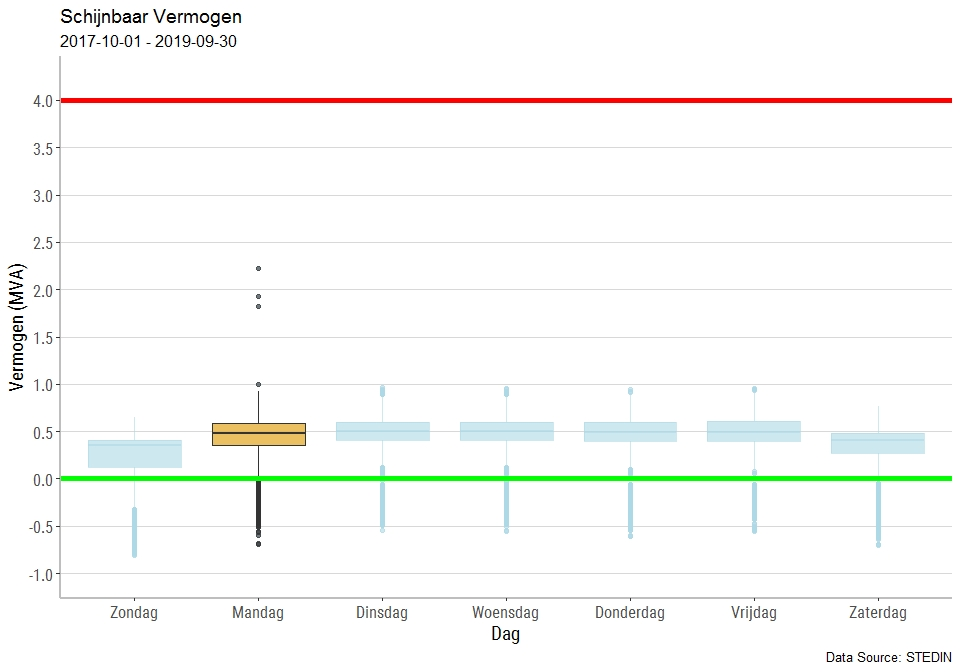 Schijnbaar Vermogen
2017-10-01 - 2019-09-30
Vermogen (MVA)
4.0
3.5
3.0
2.5
2.0
1.5
1.0
0.5
0.0
-0.5
-1.0
Zondag Mandag Dinsdag Woensdag Donderdag Vrijdag Zaterdag
Dag
Data Source: STEDIN